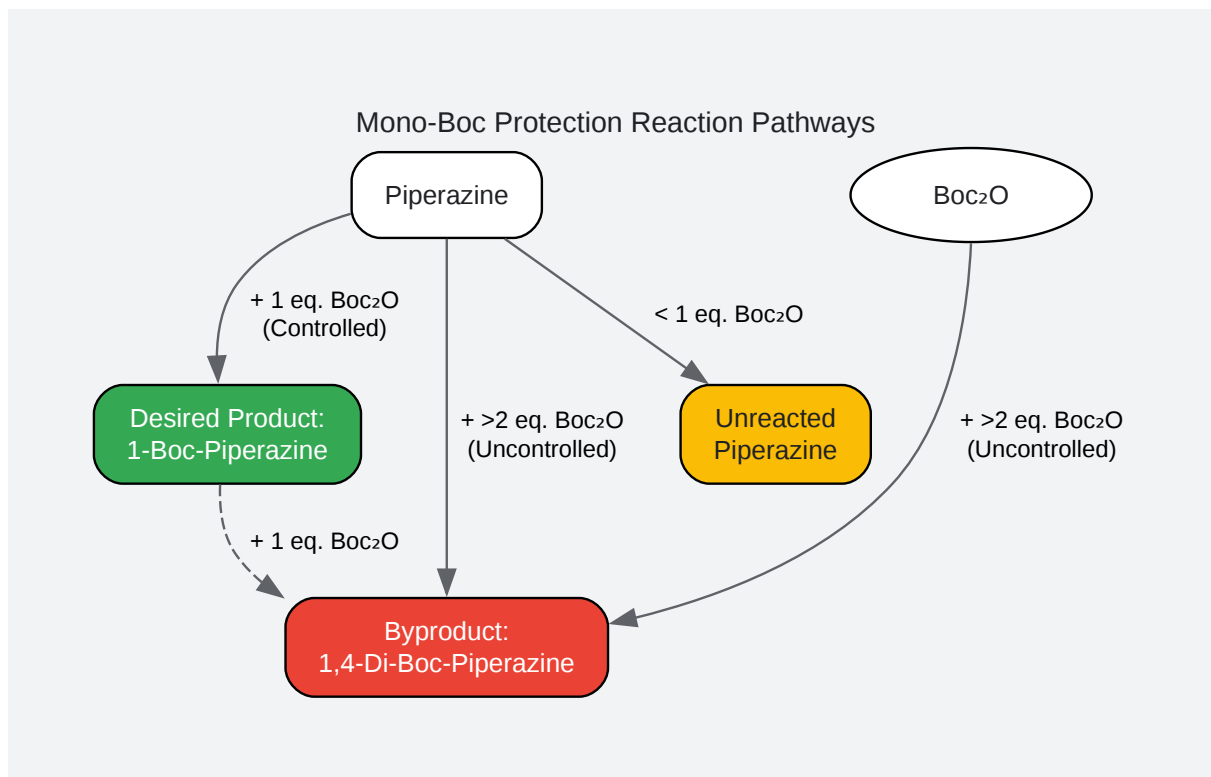 Mono-Boc Protection Reaction Pathways
Piperazine
Boc₂O
+ 1 eq. Boc₂O
(Controlled)
< 1 eq. Boc₂O
Desired Product:
1-Boc-Piperazine
+ >2 eq. Boc₂O
(Uncontrolled)
Unreacted
Piperazine
+ >2 eq. Boc₂O
(Uncontrolled)
+ 1 eq. Boc₂O
Byproduct:
1,4-Di-Boc-Piperazine